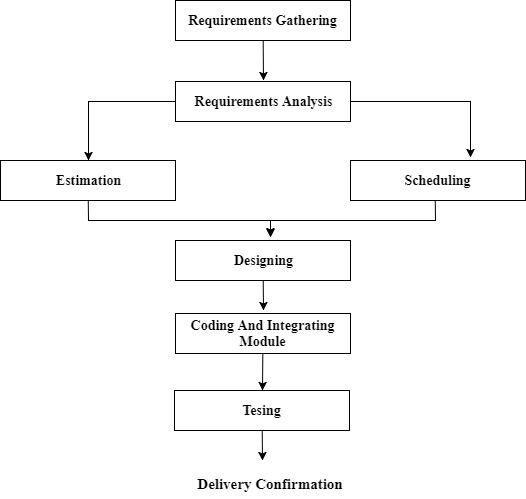 Requirements Gathering
Requirements Analysis
Estimation
Scheduling
Designing
Coding And Integrating
Module
Tesing
Delivery Confirmation